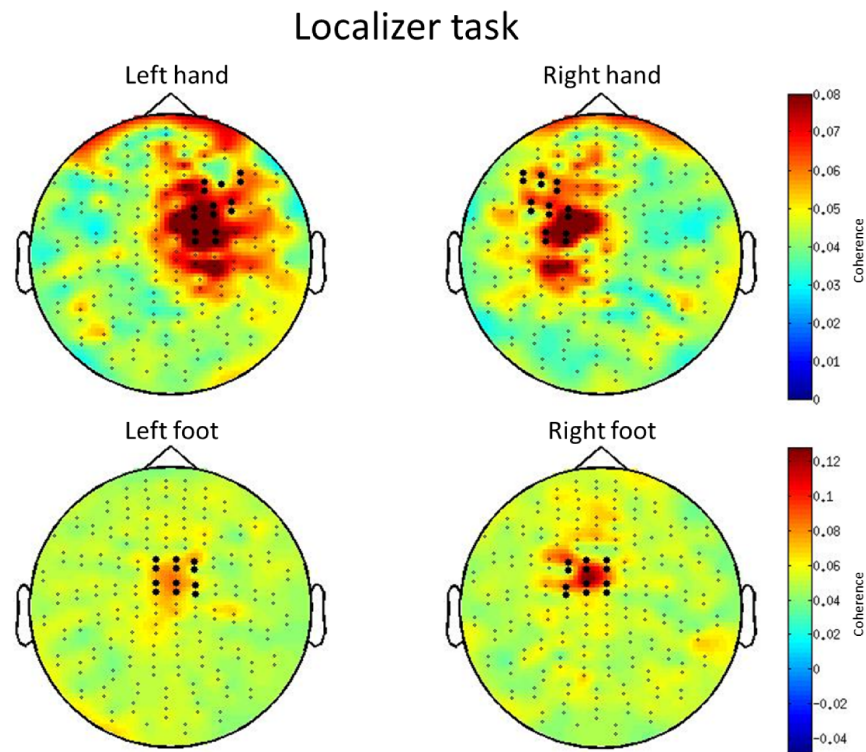 Localizer task
Left hand
Right hand
0.08
0.07
0.06
0.05
0.04
0.03
0.02
0.01
0
Coherence
Left foot
Right foot
0.12
0.1
0.08
0.06
0.04
0.02
0
-0.02
-0.04
Coherence